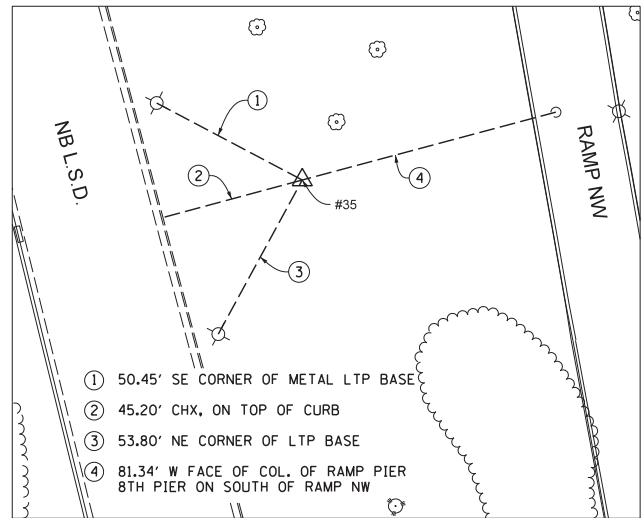 NB L.S.D.
RAMP NW
1
2
3
4
#35
1 50.45' SE CORNER OF METAL LTP BASE
2 45.20' CHX, ON TOP OF CURB
3 53.80' NE CORNER OF LTP BASE
4 81.34' W FACE OF COL. OF RAMP PIER
8TH PIER ON SOUTH OF RAMP NW